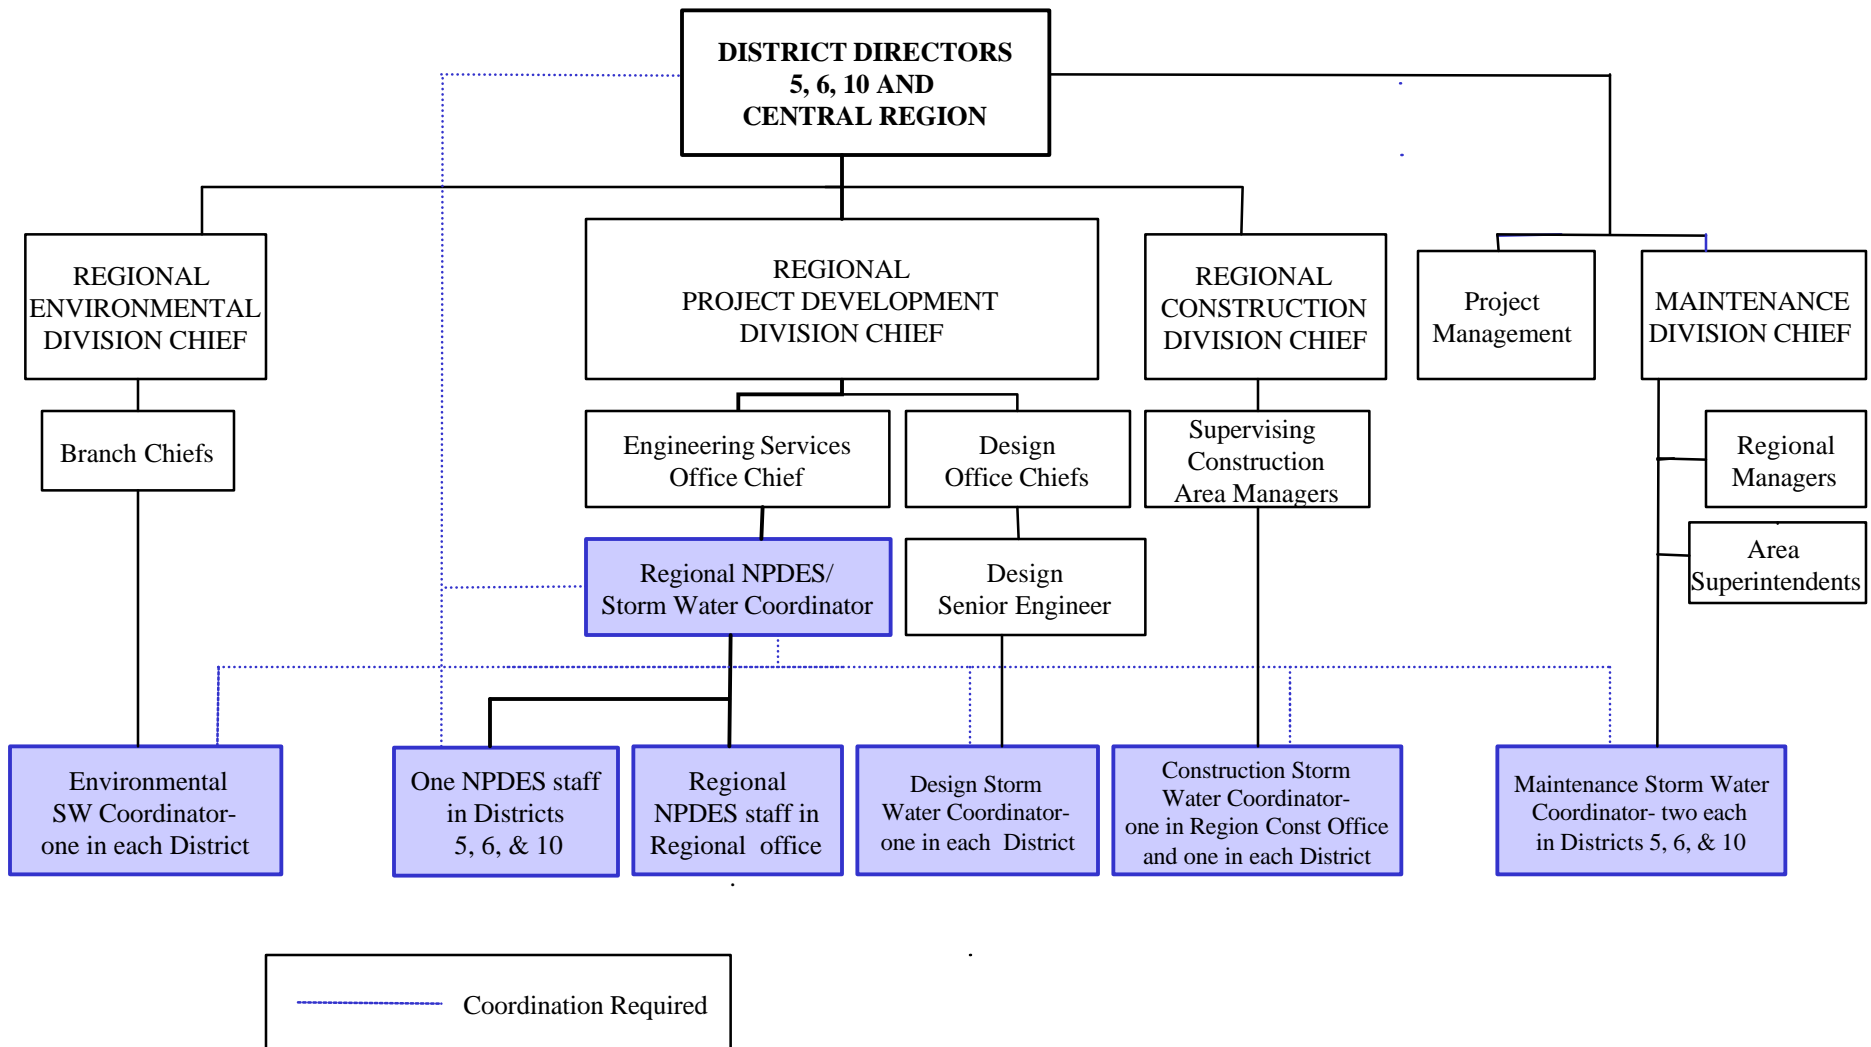 DISTRICT DIRECTORS
5, 6, 10 AND
CENTRAL REGION
REGIONAL
ENVIRONMENTAL
DIVISION CHIEF
REGIONAL
PROJECT DEVELOPMENT
DIVISION CHIEF
REGIONAL
CONSTRUCTION
DIVISION CHIEF
Project
Management
MAINTENANCE
DIVISION CHIEF
Branch Chiefs
Engineering Services
Office Chief
Design
Office Chiefs
Supervising
Construction
Area Managers
Regional
Managers
Area
Superintendents
Regional NPDES/
Storm Water Coordinator
Design
Senior Engineer
Environmental
SW Coordinator-
one in each District
One NPDES staff
in Districts
5, 6, & 10
Regional
NPDES staff in
Regional office
Design Storm
Water Coordinator-
one in each District
Construction Storm
Water Coordinator-
one in Region Const Office
and one in each District
Maintenance Storm Water
Coordinator- two each
in Districts 5, 6, & 10
Coordination Required